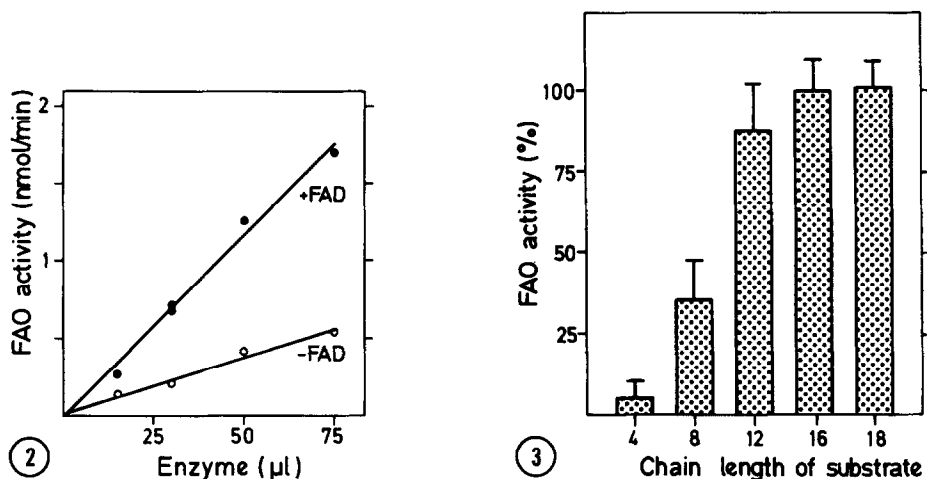 FAO activity (nmol/min)
2
1
+FAD
-FAD
25
50
75
Enzyme (µl)
2
FAO activity (%)
100
75
50
25
4
8
12
16
18
Chain length of substrate
3